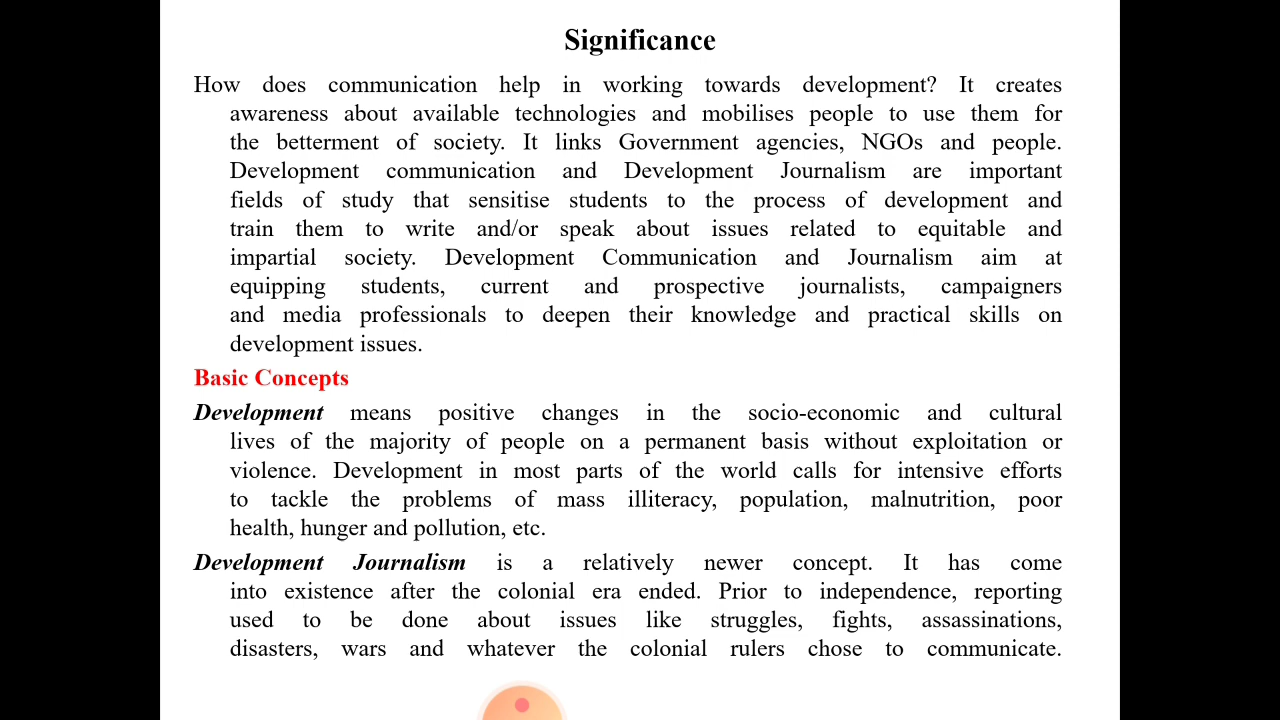 Significance
How does communication help in working towards development? It creates
awareness about available technologies and mobilises people to use them for
the betterment of society. It links Government agencies, NGOs and people.
Development communication and Development Journalism are important
fields of study that sensitise students to the process of development and
train them to write and/or speak about issues related to equitable and
impartial society. Development Communication and Journalism aim at
equipping students, current and prospective journalists, campaigners
and media professionals to deepen their knowledge and practical skills on
development issues.
Basic Concepts
Development means positive changes in the socio-economic and cultural
lives of the majority of people on a permanent basis without exploitation or
violence. Development in most parts of the world calls for intensive efforts
to tackle the problems of mass illiteracy, population, malnutrition, poor
health, hunger and pollution, etc.
Development Journalism is a relatively newer concept. It has come
into existence after the colonial era ended. Prior to independence, reporting
used to be done about issues like struggles, fights, assassinations,
disasters, wars and whatever the colonial rulers chose to communicate.